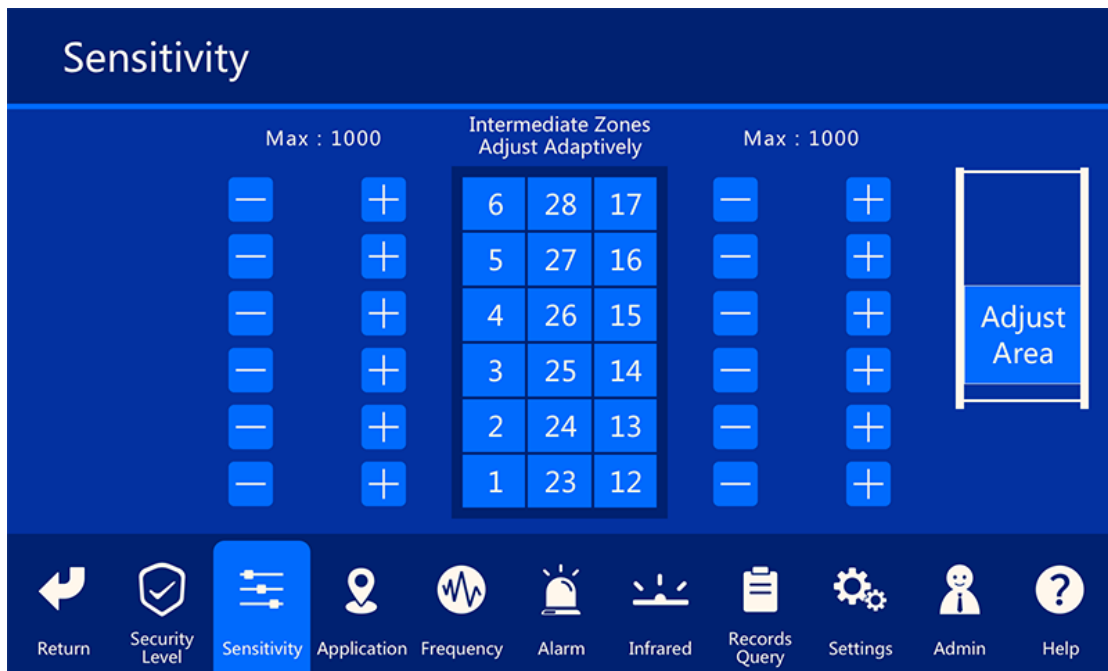 Sensitivity
Max : 1000
Intermediate Zones
Adjust Adaptively
Max : 1000
6 28 17
5 27 16
4 26 15
3 25 14
2 24 13
1 23 12
Adjust
Area
Return
Security
Level
Sensitivity
Application
Frequency
Alarm
Infrared
Records
Query
Settings
Admin
Help